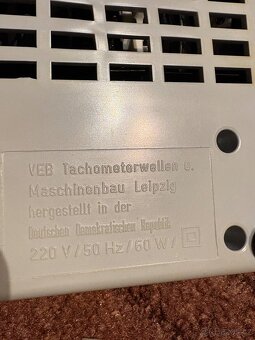 VEB Tachometerwellen u.
Maschinenbau Leipzig
hergestellt in der
Deutschen Demokratischen Republik
220 V/50 Hz/60 W/